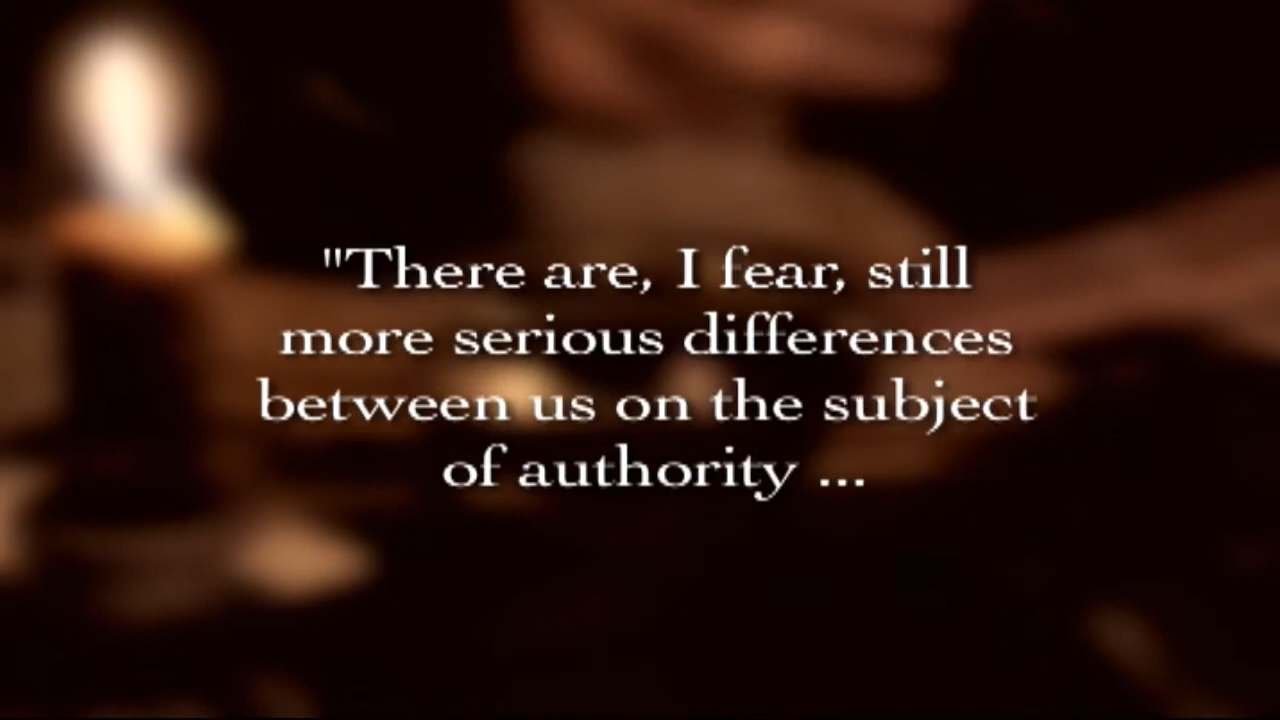 "There are, I fear, still
more serious differences
between us on the subject
of authority ...